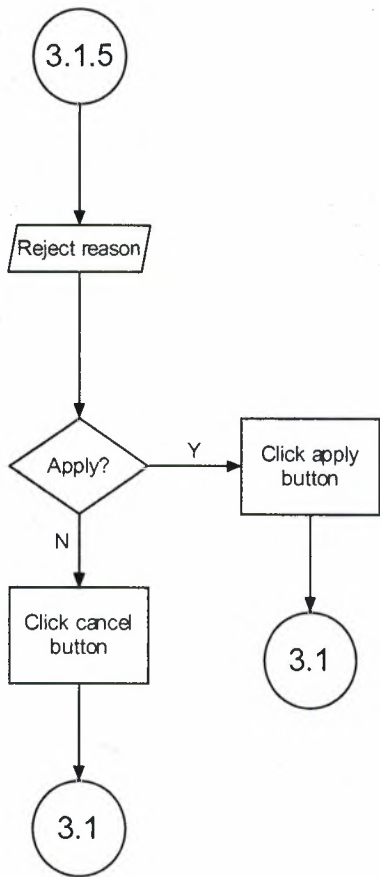 3.1.5
Reject reason
Apply?
Y
Click apply
button
N
Click cancel
button
3.1
3.1